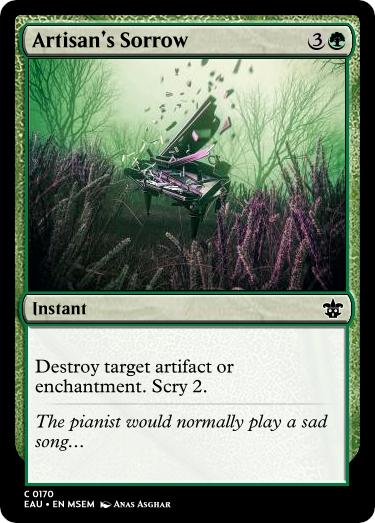 Artisan's Sorrow 3
Instant
Destroy target artifact or
enchantment. Scry 2.
The pianist would normally play a sad
song…
C 0170
EAU • EN MSEM Anas Asghar